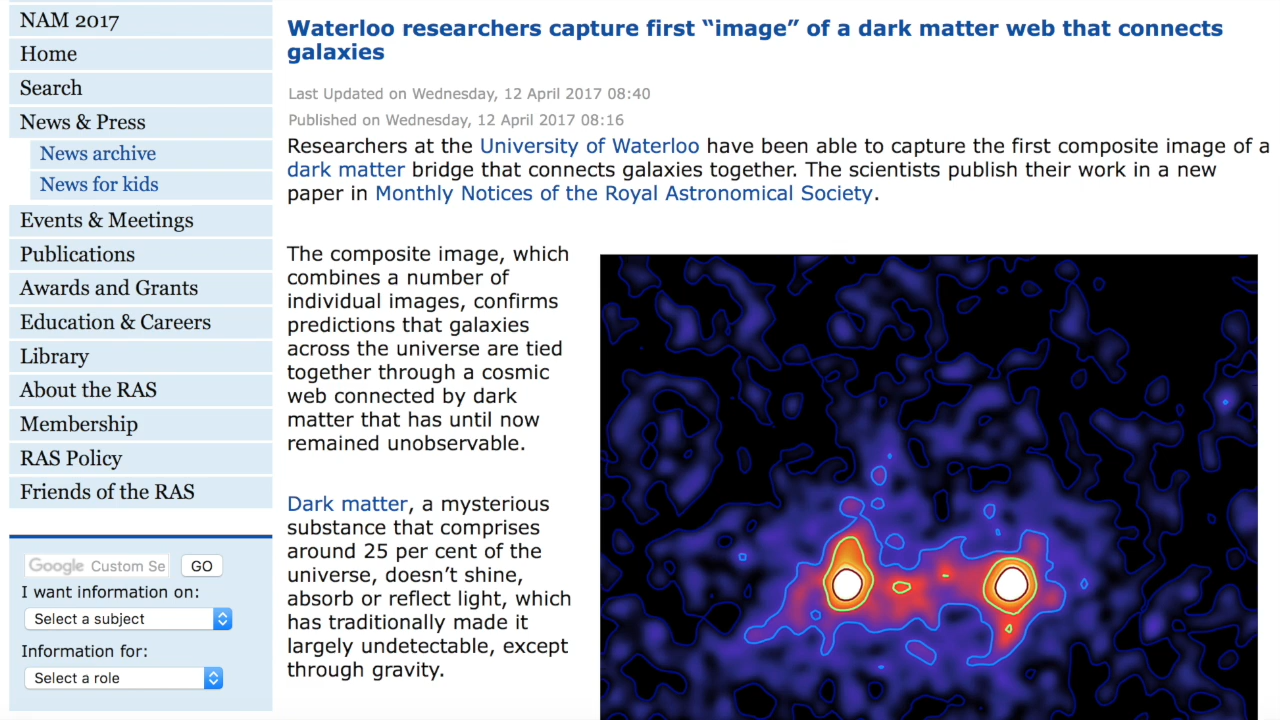 NAM 2017
Home
Search
News & Press
News archive
News for kids
Events & Meetings
Publications
Awards and Grants
Education & Careers
Library
About the RAS
Membership
RAS Policy
Friends of the RAS
Google Custom Se
GO
I want information on:
Select a subject
Information for:
Select a role
Waterloo researchers capture first “image” of a dark matter web that connects
galaxies
Last Updated on Wednesday, 12 April 2017 08:40
Published on Wednesday, 12 April 2017 08:16
Researchers at the University of Waterloo have been able to capture the first composite image of a
dark matter bridge that connects galaxies together. The scientists publish their work in a new
paper in Monthly Notices of the Royal Astronomical Society.
The composite image, which
combines a number of
individual images, confirms
predictions that galaxies
across the universe are tied
together through a cosmic
web connected by dark
matter that has until now
remained unobservable.
Dark matter, a mysterious
substance that comprises
around 25 per cent of the
universe, doesn’t shine,
absorb or reflect light, which
has traditionally made it
largely undetectable, except
through gravity.